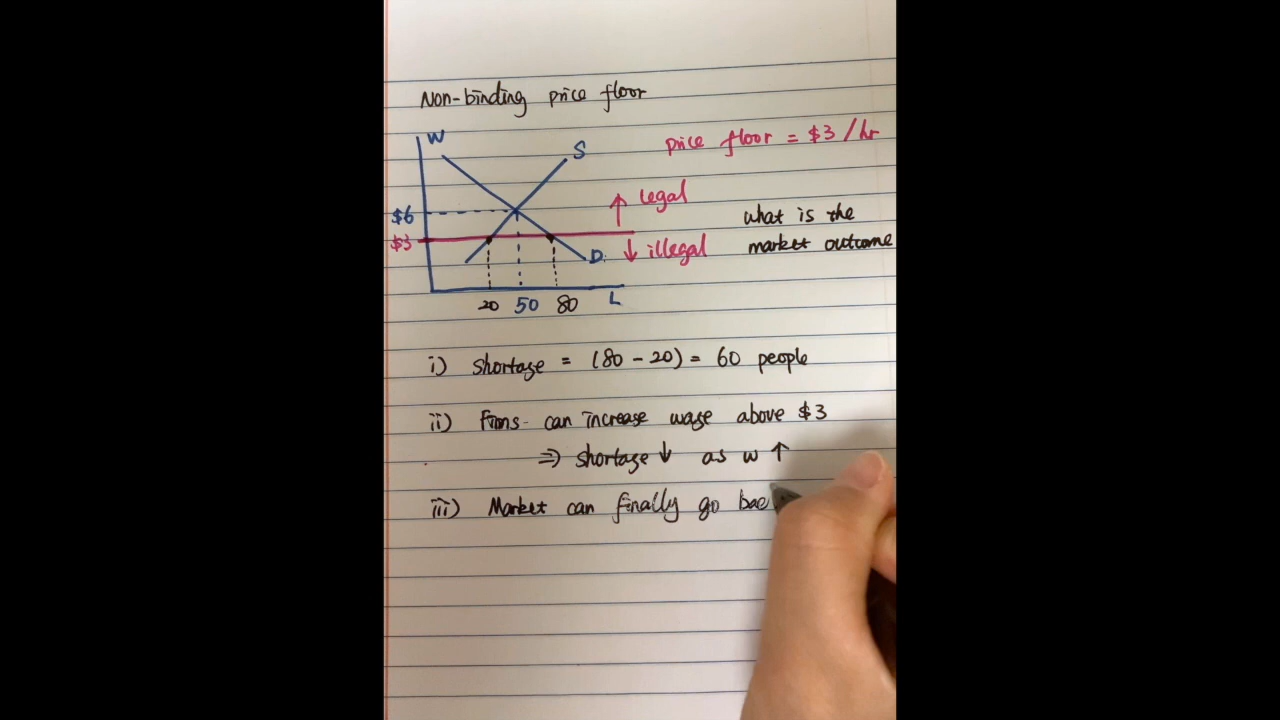 Non-binding price floor
W
S
price floor = $3/hr
↑ legal
$6
what is the
$3
↓ illegal
market outcome
D
20 50 80 L
i) Shortage = (80 - 20) = 60 people
ii) Firms can increase wage above $3
⇒ shortage ↓ as w ↑
iii) Market can finally go bac